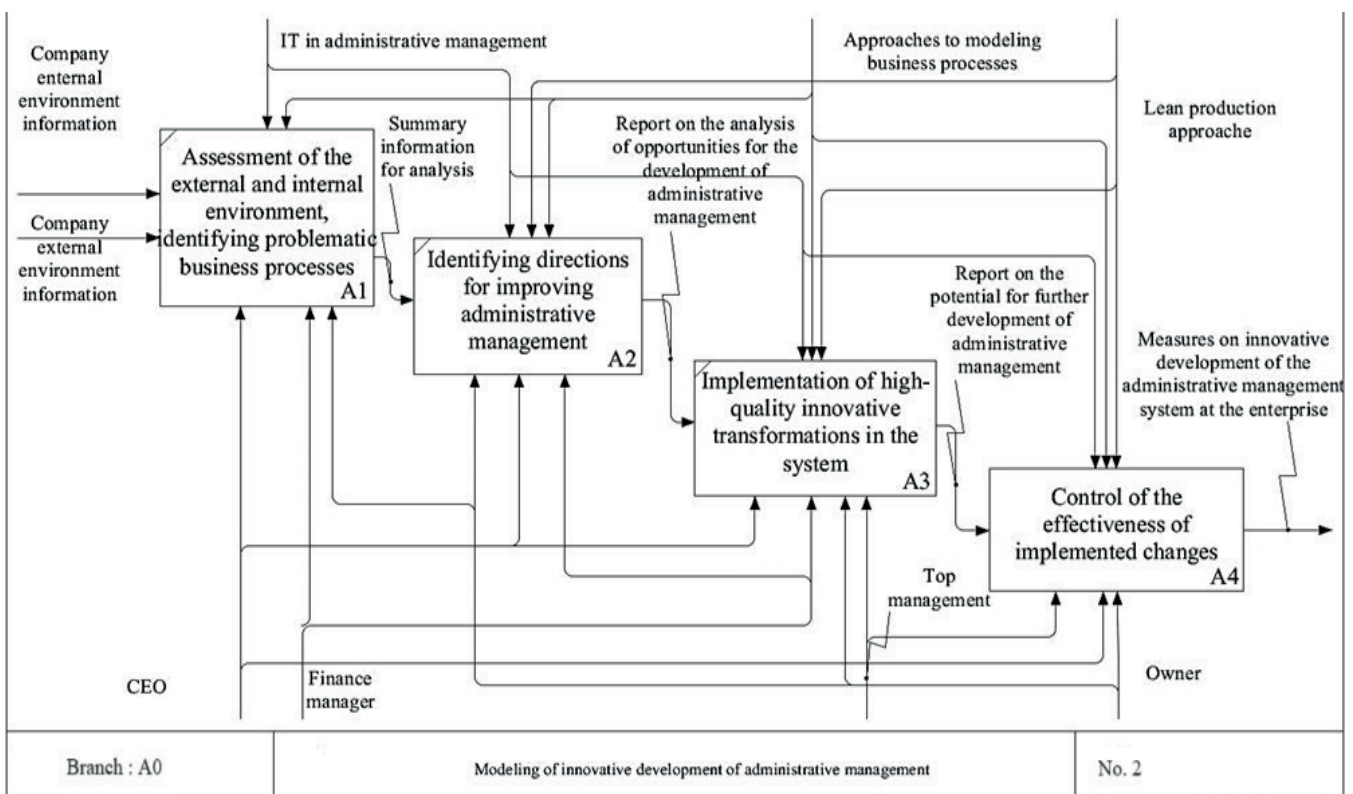 IT in administrative management
Approaches to modeling
business processes
Company
enternal
environment
information
Lean production
approache
Summary
information
for analysis
Report on the analysis
of opportunities for the
development of
administrative
management
Assessment of the
external and internal
environment,
identifying problematic
business processes
A1
Company
external
environment
information
Identifying directions
for improving
administrative
management
A2
Report on the
potential for further
development of
administrative
management
Measures on innovative
development of the
administrative management
system at the enterprise
Implementation of high-
quality innovative
transformations in the
system
A3
Control of the
effectiveness of
implemented changes
A4
Top
management
CEO
Finance
manager
Owner
Branch : A0
Modeling of innovative development of administrative management
No. 2